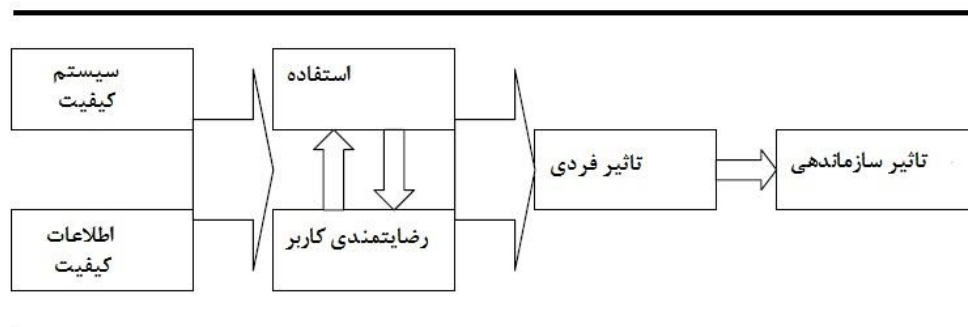 سیستم
کیفیت
استفاده
تاثیر فردی
تاثیر سازماندهی
اطلاعات
کیفیت
رضایتمندی کاربر